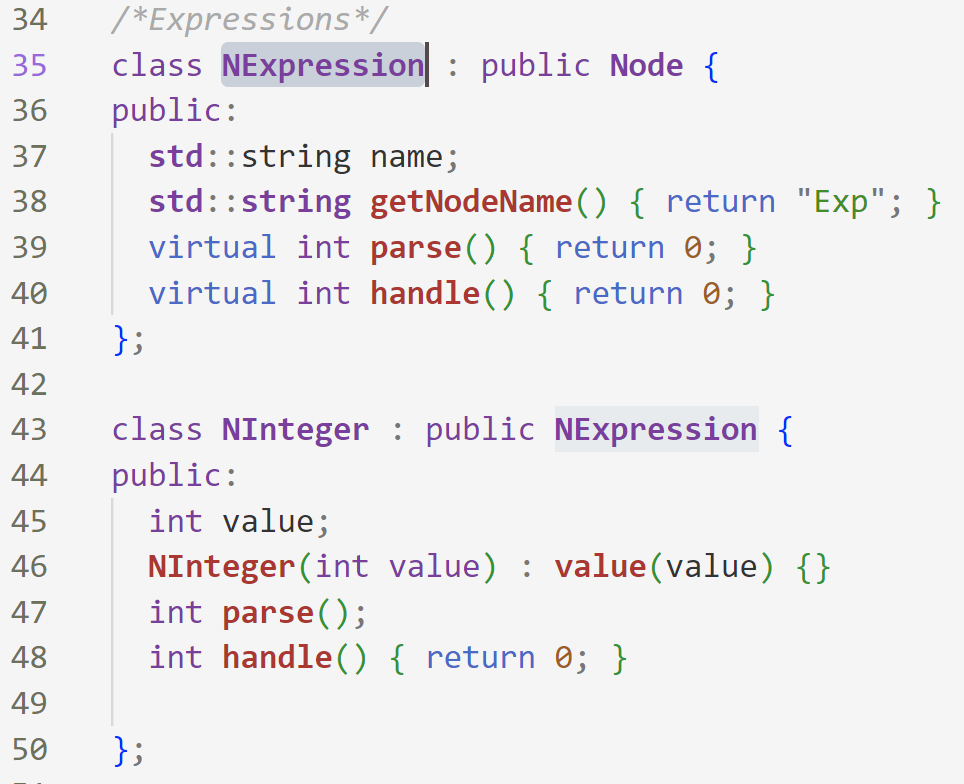 34 /*Expressions*/
35 class NExpression : public Node {
36 public:
37 std::string name;
38 std::string getNodeName() { return "Exp"; }
39 virtual int parse() { return 0; }
40 virtual int handle() { return 0; }
41 };
42
43 class NInteger : public NExpression {
44 public:
45 int value;
46 NInteger(int value) : value(value) {}
47 int parse();
48 int handle() { return 0; }
49
50 };